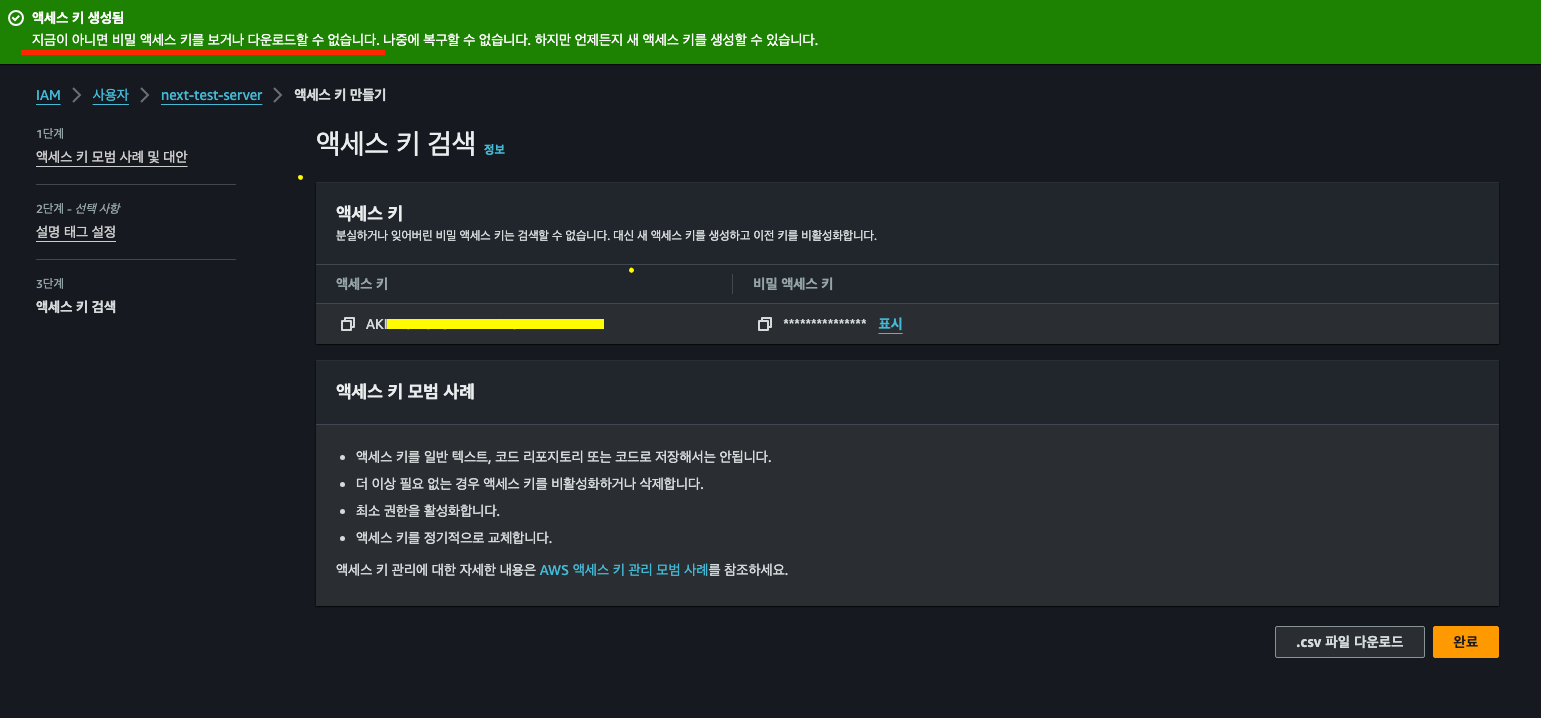 액세스 키 생성됨
지금이 아니면 비밀 액세스 키를 보거나 다운로드할 수 없습니다. 나중에 복구할 수 없습니다. 하지만 언제든지 새 액세스 키를 생성할 수 있습니다.
IAM > 사용자 > next-test-server > 액세스 키 만들기
1단계
액세스 키 모범 사례 및 대안
2단계 - 선택 사항
설명 태그 설정
3단계
액세스 키 검색
액세스 키 검색 정보
액세스 키
분실하거나 잊어버린 비밀 액세스 키는 검색할 수 없습니다. 대신 새 액세스 키를 생성하고 이전 키를 비활성화합니다.
액세스 키 비밀 액세스 키
AKI *************** 표시
액세스 키 모범 사례
• 액세스 키를 일반 텍스트, 코드 리포지토리 또는 코드로 저장해서는 안됩니다.
• 더 이상 필요 없는 경우 액세스 키를 비활성화하거나 삭제합니다.
• 최소 권한을 활성화합니다.
• 액세스 키를 정기적으로 교체합니다.
액세스 키 관리에 대한 자세한 내용은 AWS 액세스 키 관리 모범 사례를 참조하세요.
.csv 파일 다운로드 완료